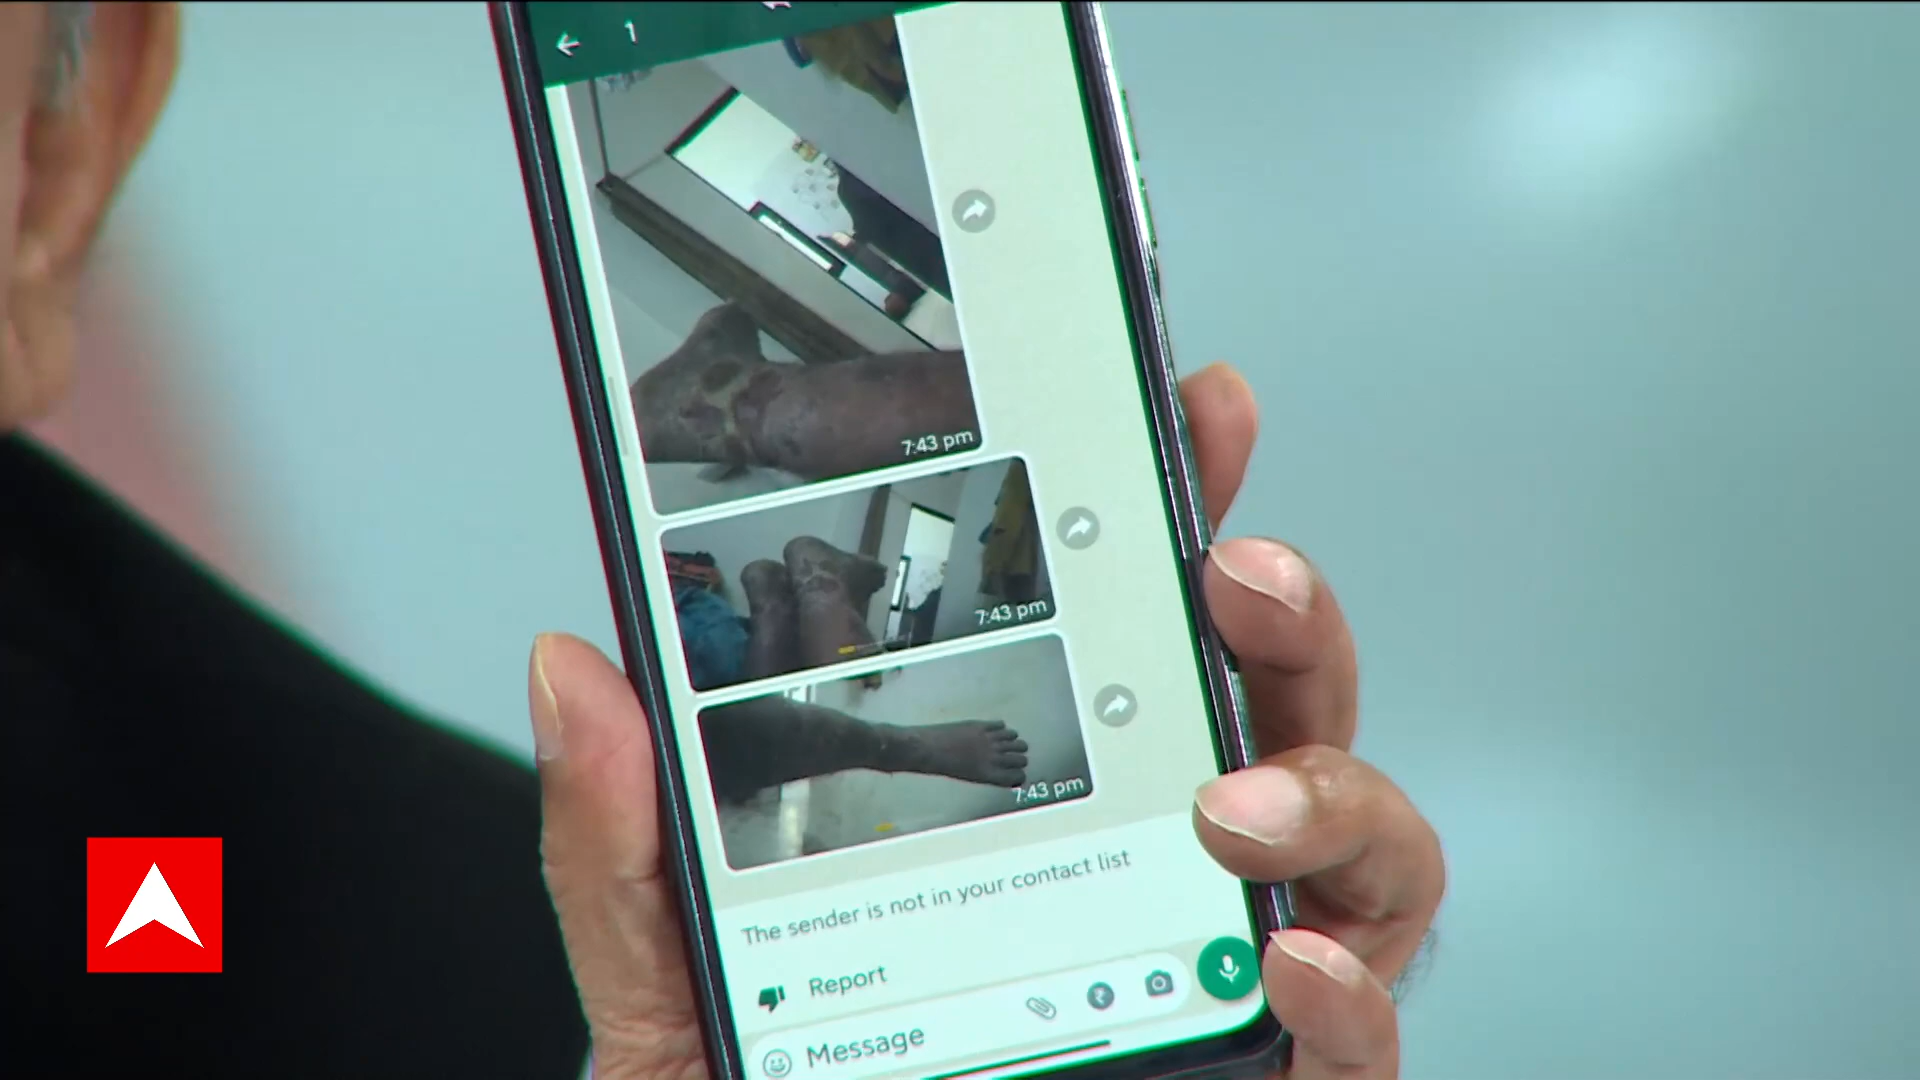 1
7:43 pm
7:43 pm
7:43 pm
The sender is not in your contact list
Report
Message